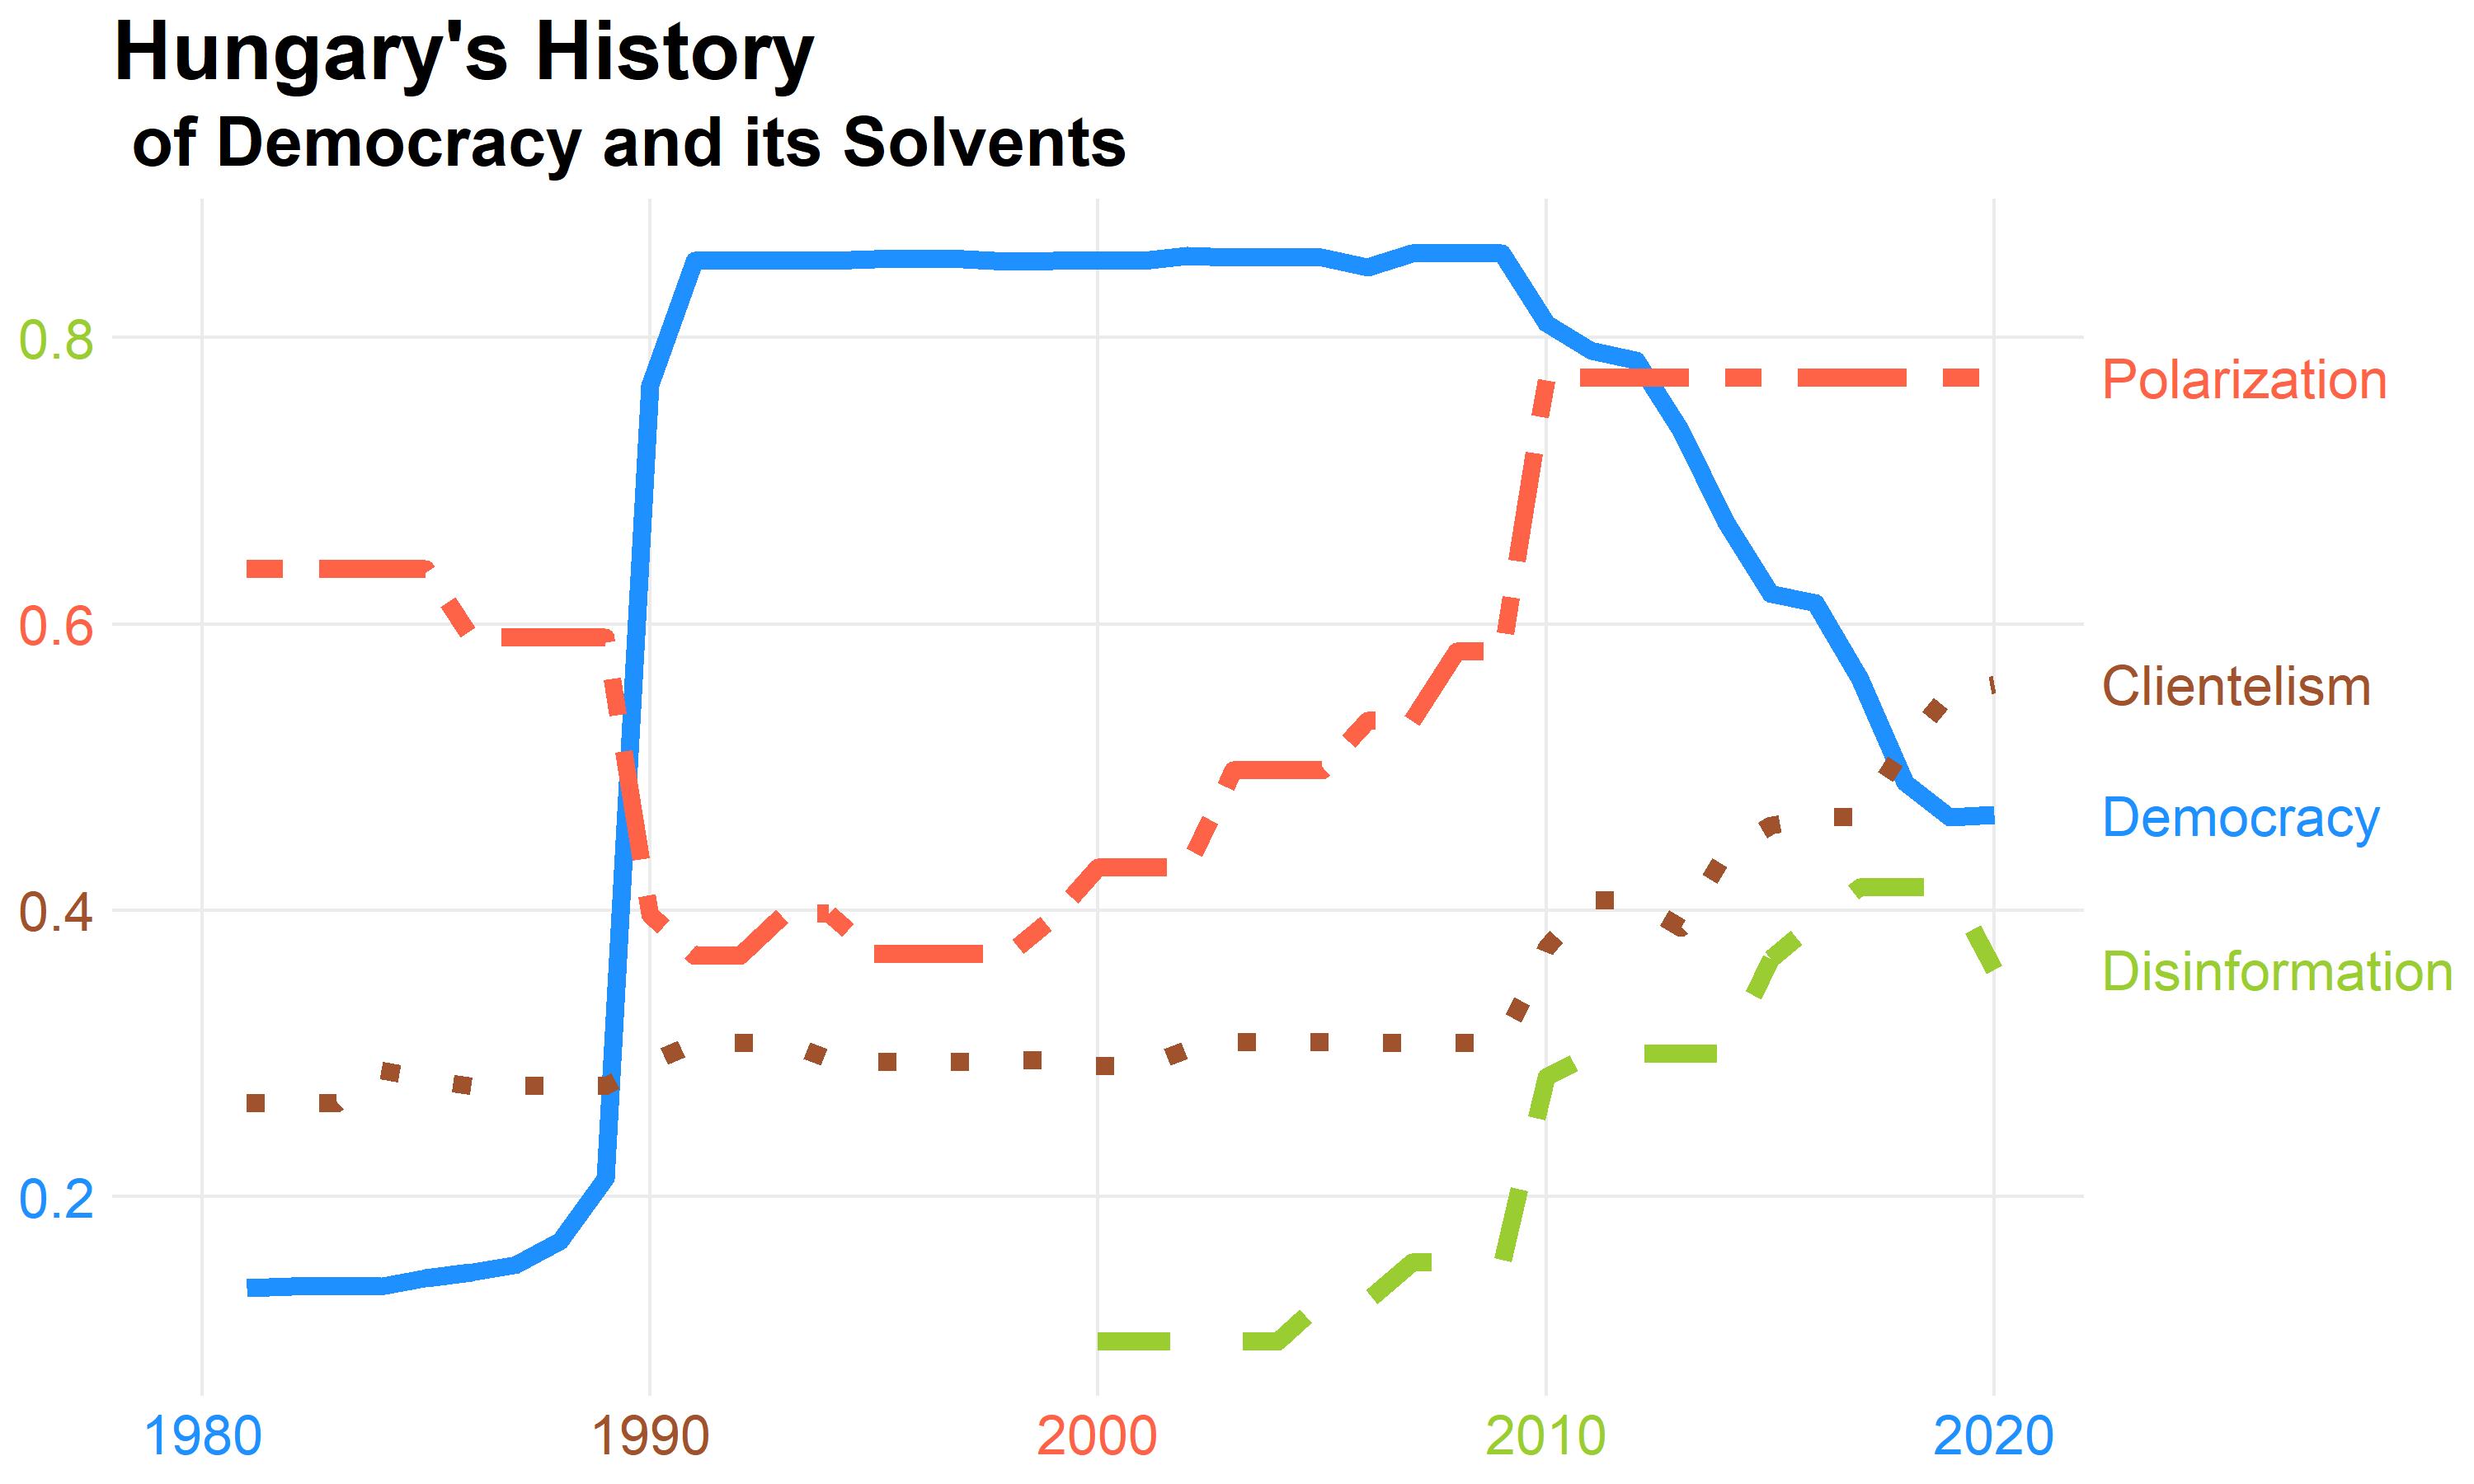 Hungary's History
of Democracy and its Solvents
0.8
0.6
0.4
0.2
Polarization
Clientelism
Democracy
Disinformation
1980 1990 2000 2010 2020